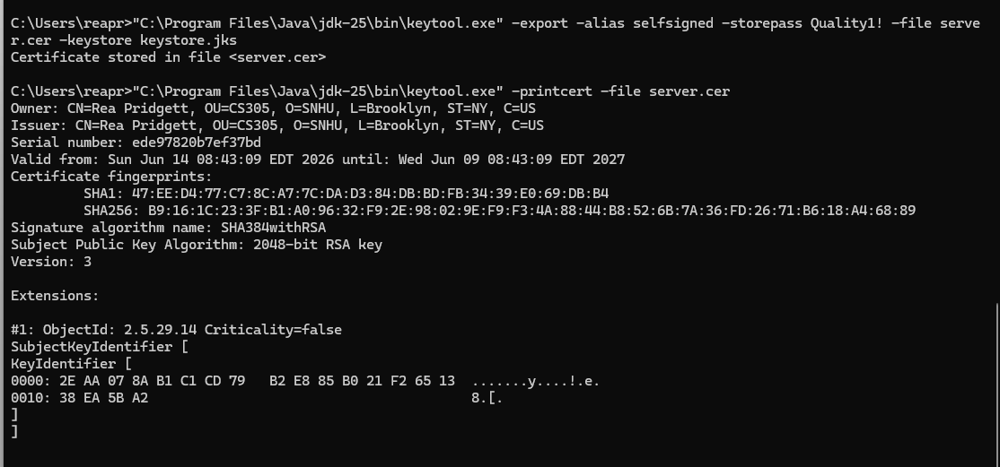 C:\Users\reapr>"C:\Program Files\Java\jdk-25\bin\keytool.exe" -export -alias selfsigned -storepass Quality1! -file serve
r.cer -keystore keystore.jks
Certificate stored in file <server.cer>
C:\Users\reapr>"C:\Program Files\Java\jdk-25\bin\keytool.exe" -printcert -file server.cer
Owner: CN=Rea Pridgett, OU=CS305, O=SNHU, L=Brooklyn, ST=NY, C=US
Issuer: CN=Rea Pridgett, OU=CS305, O=SNHU, L=Brooklyn, ST=NY, C=US
Serial number: ede97820b7ef37bd
Valid from: Sun Jun 14 08:43:09 EDT 2026 until: Wed Jun 09 08:43:09 EDT 2027
Certificate fingerprints:
         SHA1: 47:EE:D4:77:C7:8C:A7:7C:DA:D3:84:DB:BD:FB:34:39:E0:69:DB:B4
         SHA256: B9:16:1C:23:3F:B1:A0:96:32:F9:2E:98:02:9E:F9:F3:4A:88:44:B8:52:6B:7A:36:FD:26:71:B6:18:A4:68:89
Signature algorithm name: SHA384withRSA
Subject Public Key Algorithm: 2048-bit RSA key
Version: 3
Extensions:
#1: ObjectId: 2.5.29.14 Criticality=false
SubjectKeyIdentifier [
KeyIdentifier [
0000: 2E AA 07 8A B1 C1 CD 79   B2 E8 85 B0 21 F2 65 13  .......y....!.e.
0010: 38 EA 5B A2                                        8.[.
]
]